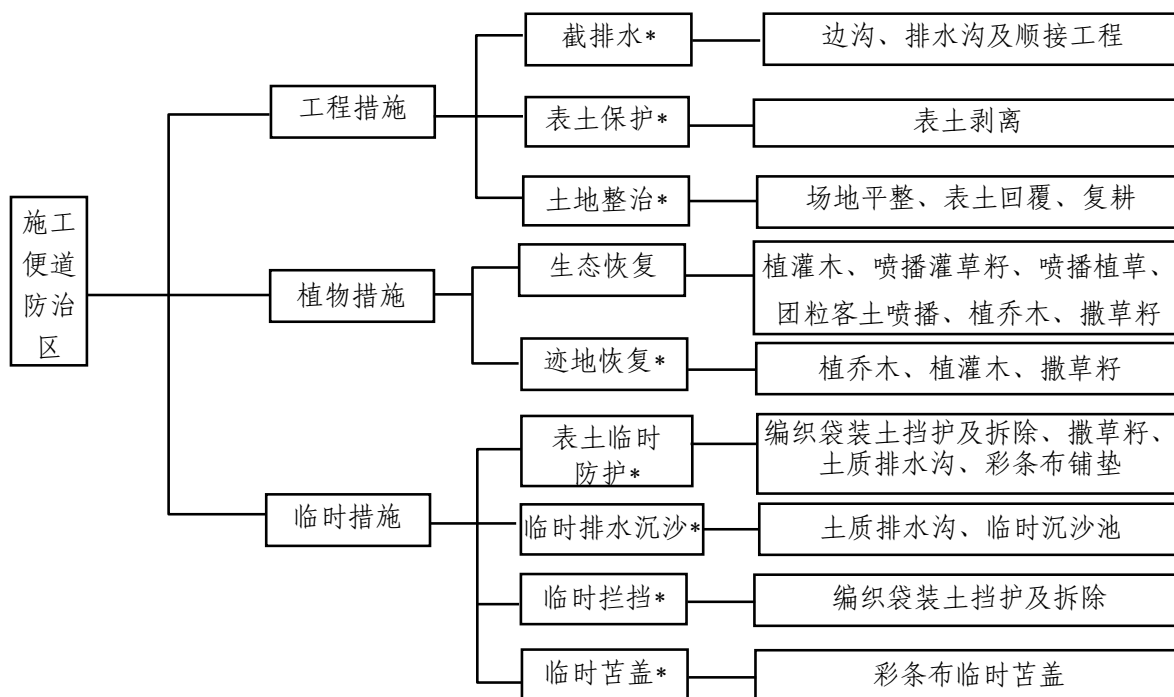 施工
便道
防治
区
工程措施
截排水*
边沟、排水沟及顺接工程
表土保护*
表土剥离
土地整治*
场地平整、表土回覆、复耕
植物措施
生态恢复
植灌木、喷播灌草籽、喷播植草、
团粒客土喷播、植乔木、撒草籽
迹地恢复*
植乔木、植灌木、撒草籽
临时措施
表土临时
防护*
编织袋装土挡护及拆除、撒草籽、
土质排水沟、彩条布铺垫
临时排水沉沙*
土质排水沟、临时沉沙池
临时拦挡*
编织袋装土挡护及拆除
临时苫盖*
彩条布临时苫盖